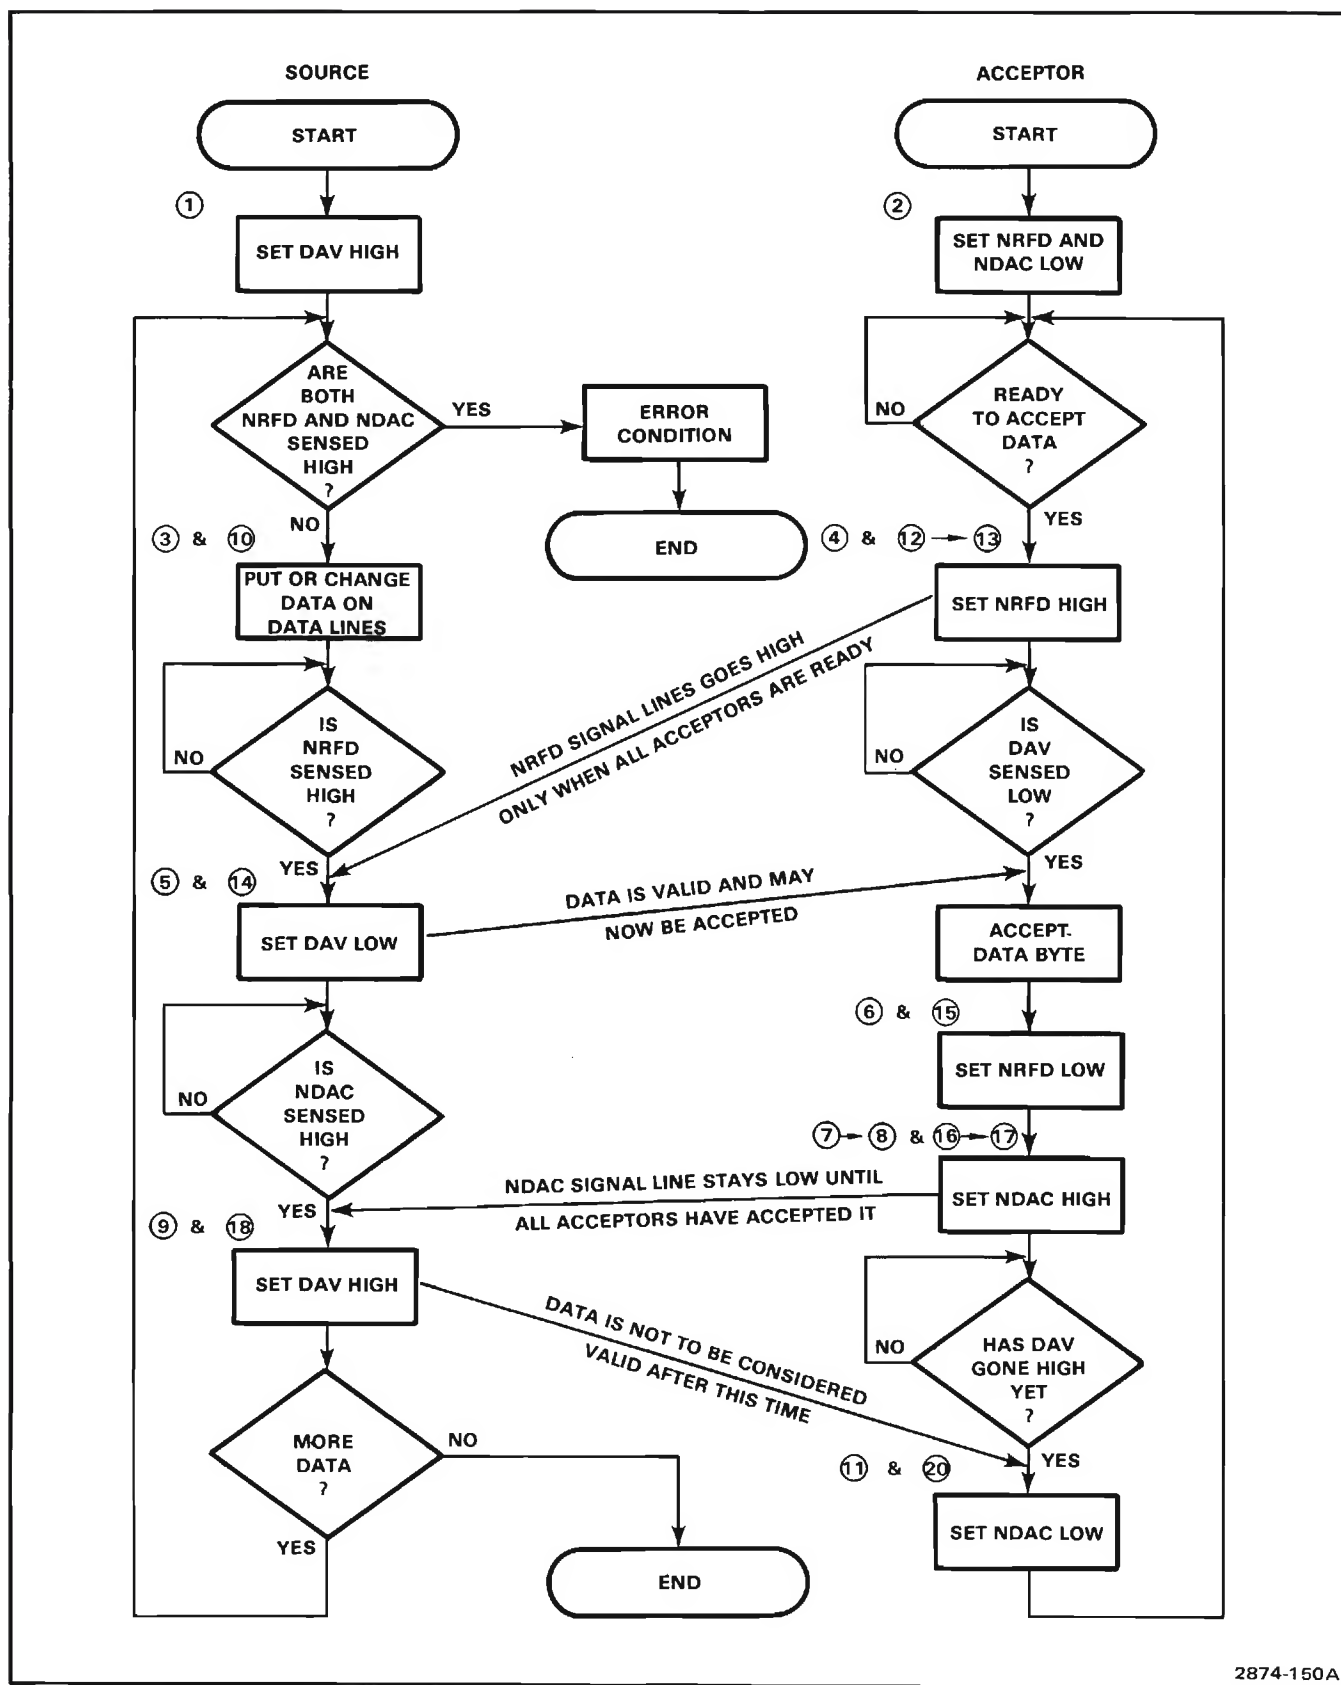 SOURCE
START
①
SET DAV HIGH
ARE
BOTH
NRFD AND NDAC
SENSED
HIGH
?
YES
ERROR
CONDITION
END
NO
③ & ⑩
PUT OR CHANGE
DATA ON
DATA LINES
NO
IS
NRFD
SENSED
HIGH
?
YES
⑤ & ⑭
SET DAV LOW
NO
IS
NDAC
SENSED
HIGH
?
YES
⑨ & ⑱
SET DAV HIGH
MORE
DATA
?
NO
YES
END
NRFD SIGNAL LINES GOES HIGH
ONLY WHEN ALL ACCEPTORS ARE READY
DATA IS VALID AND MAY
NOW BE ACCEPTED
NDAC SIGNAL LINE STAYS LOW UNTIL
ALL ACCEPTORS HAVE ACCEPTED IT
DATA IS NOT TO BE CONSIDERED
VALID AFTER THIS TIME
ACCEPTOR
START
②
SET NRFD AND
NDAC LOW
NO
READY
TO ACCEPT
DATA
?
YES
④ & ⑫ → ⑬
SET NRFD HIGH
NO
IS
DAV
SENSED
LOW
?
YES
ACCEPT-
DATA BYTE
⑥ & ⑮
SET NRFD LOW
⑦ → ⑧ & ⑯ → ⑰
SET NDAC HIGH
NO
HAS DAV
GONE HIGH
YET
?
YES
⑪ & ⑳
SET NDAC LOW
2874-150A